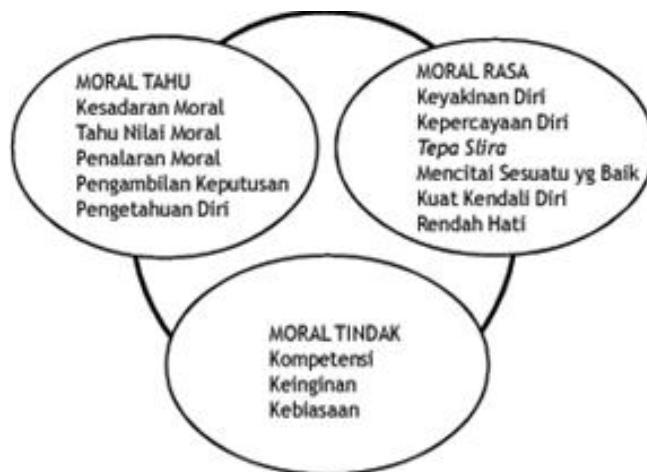 MORAL TAHU
Kesadaran Moral
Tahu Nilai Moral
Penalaran Moral
Pengambilan Keputusan
Pengetahuan Diri
MORAL RASA
Keyakinan Diri
Kepercayaan Diri
Tepa Slira
Mencitai Sesuatu yg Baik
Kuat Kendali Diri
Rendah Hati
MORAL TINDAK
Kompetensi
Keinginan
Kebiasaan